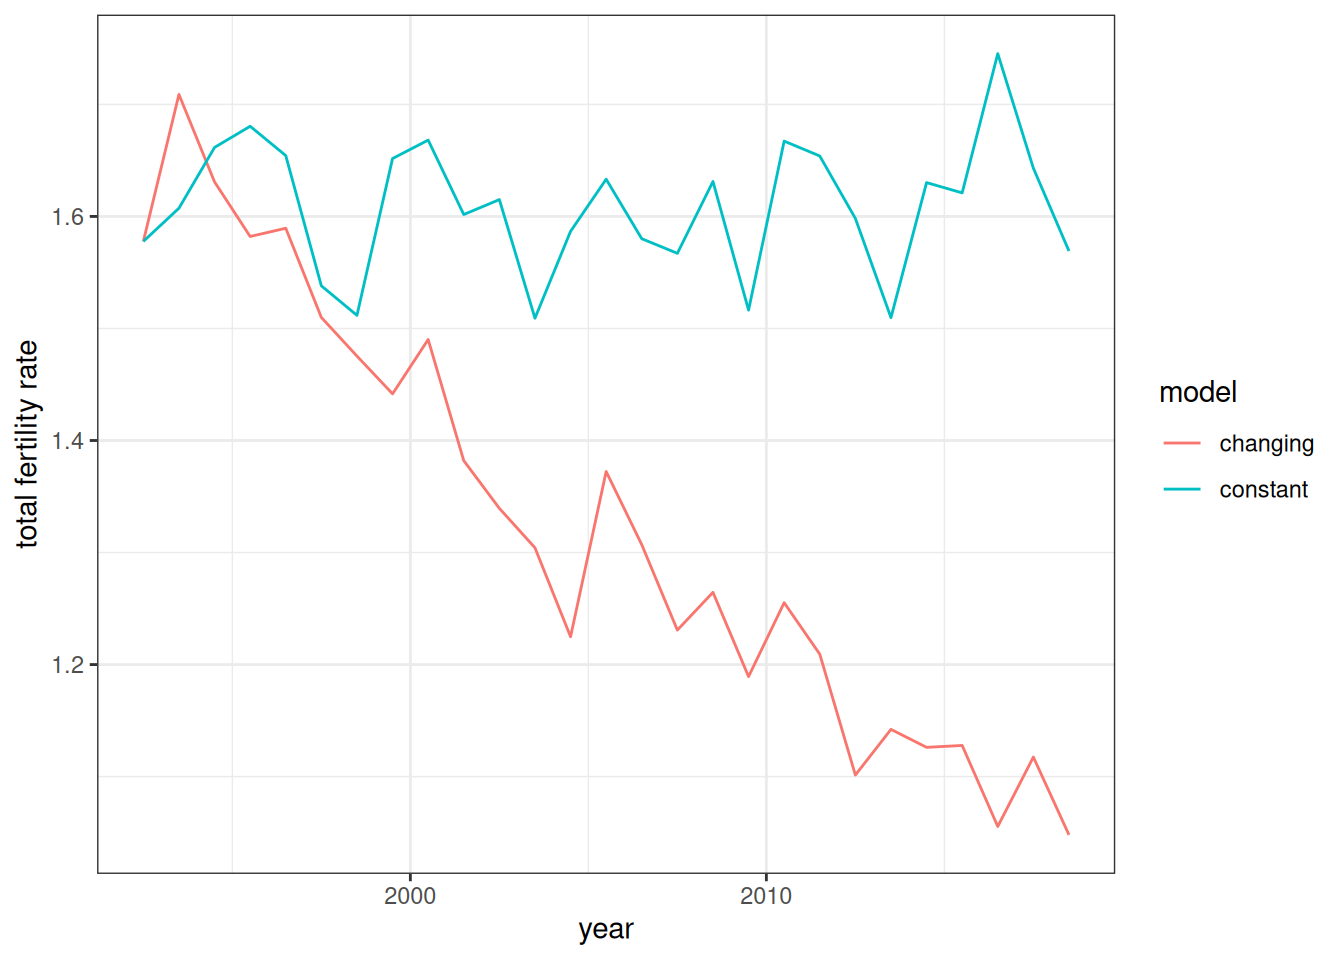 total fertility rate
1.6
1.4
1.2
2000
2010
year
model
changing
constant